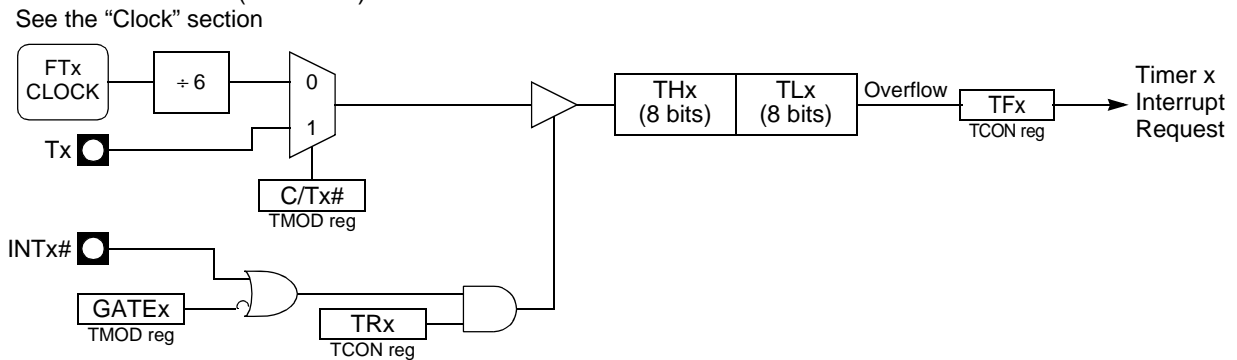 See the “Clock” section
FTx
CLOCK
÷ 6
0
1
Tx
C/Tx#
TMOD reg
THx
(8 bits)
TLx
(8 bits)
Overflow
TFx
TCON reg
Timer x
Interrupt
Request
INTx#
GATEx
TMOD reg
TRx
TCON reg